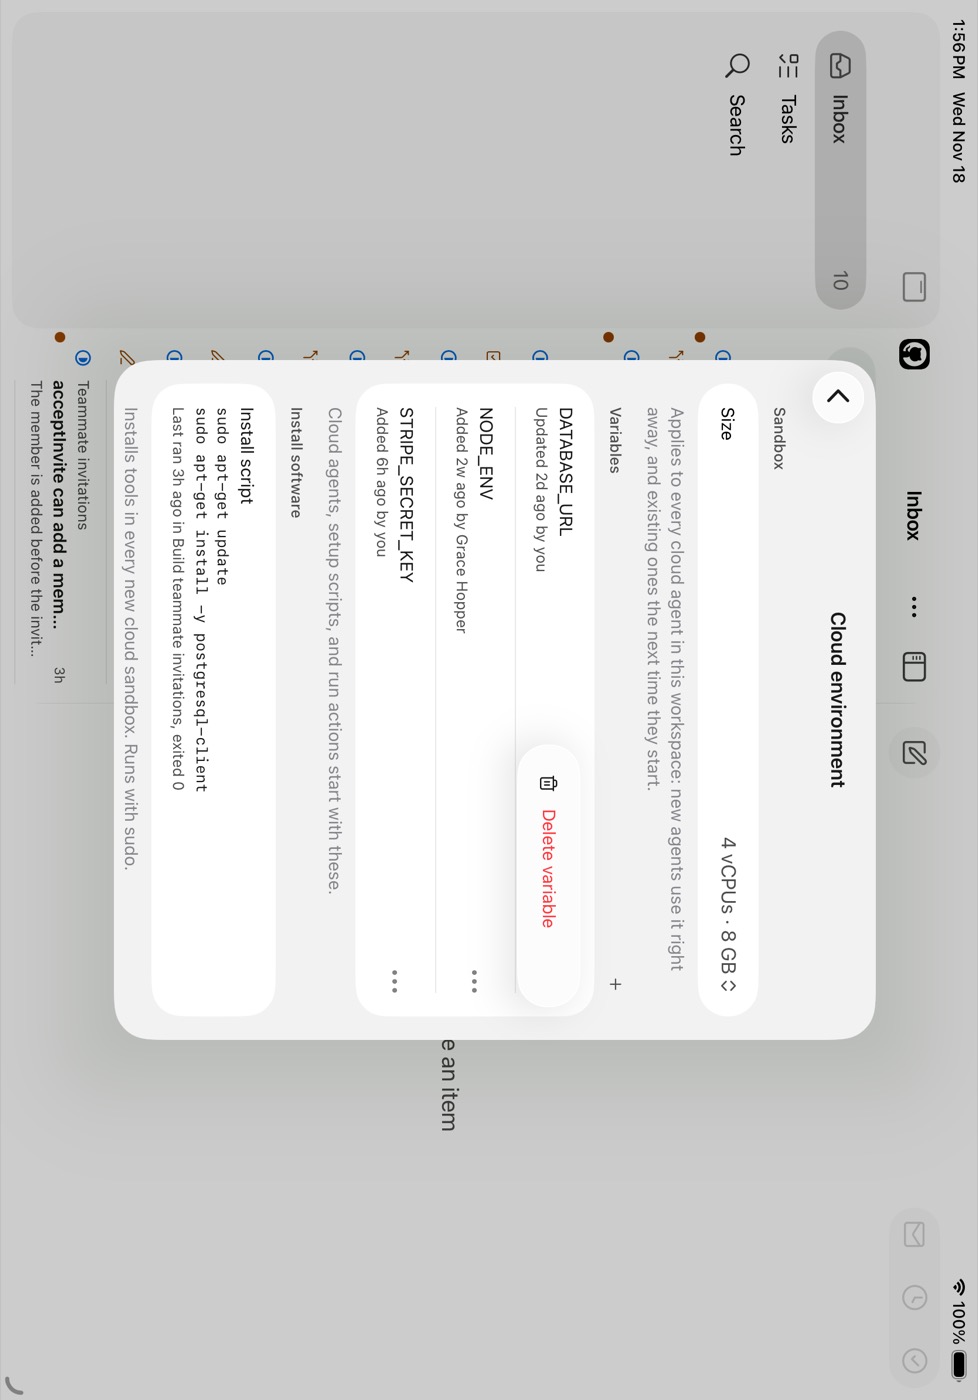 1:56 PM Wed Nov 18
100%
Inbox
Inbox 10
Tasks
Search
Cloud environment
Sandbox
Size
4 vCPUs · 8 GB
Applies to every cloud agent in this workspace: new agents use it right
away, and existing ones the next time they start.
Variables
DATABASE_URL
Updated 2d ago by you
Delete variable
NODE_ENV
Added 2w ago by Grace Hopper
STRIPE_SECRET_KEY
Added 6h ago by you
Cloud agents, setup scripts, and run actions start with these.
Install software
Install script
sudo apt-get update
sudo apt-get install -y postgresql-client
Last ran 3h ago in Build teammate invitations, exited 0
Installs tools in every new cloud sandbox. Runs with sudo.
e an item
Teammate invitations
acceptInvite can add a mem...
3h
The member is added before the invit...